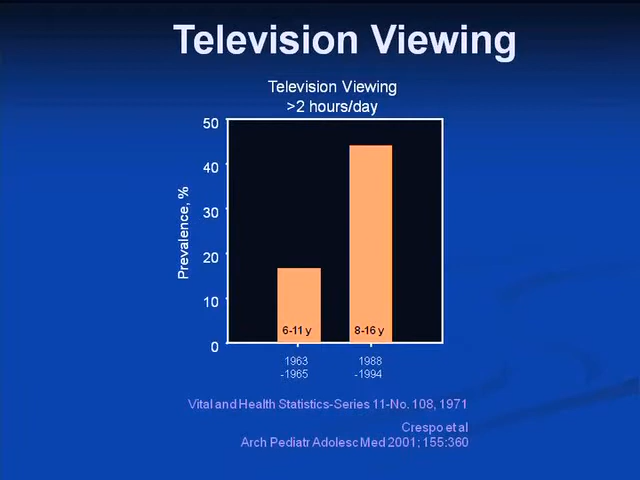 Television Viewing
Television Viewing
>2 hours/day
Prevalence, %
50
40
30
20
10
0
6-11 y
8-16 y
1963
-1965
1988
-1994
Vital and Health Statistics-Series 11-No. 108, 1971
Crespo et al
Arch Pediatr Adolesc Med 2001; 155:360